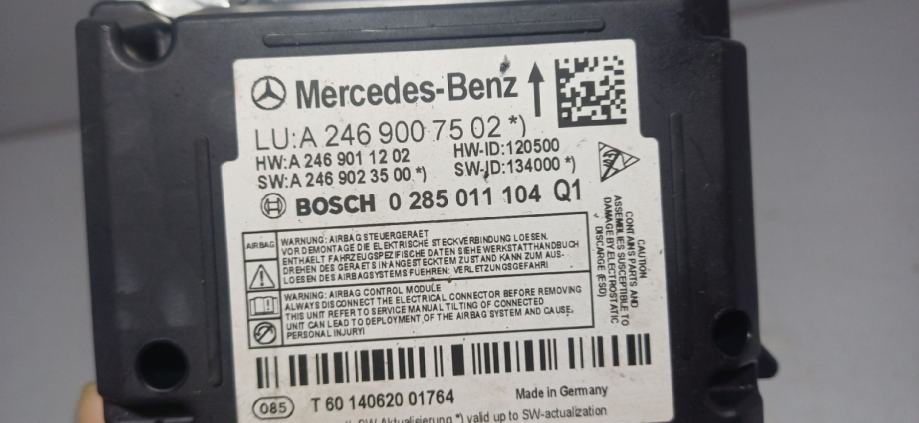 Mercedes-Benz
LU:A 246 900 75 02 *)
HW:A 246 901 12 02 HW-ID:120500
SW:A 246 902 35 00 *) SW-ID:134000 *)
BOSCH 0 285 011 104 Q1
AIRBAG
WARNUNG: AIRBAG STEUERGERAET
VOR DEMONTAGE DIE ELEKTRISCHE STECKVERBINDUNG LOESEN.
ENTHAELT FAHRZEUGSPEZIFISCHE DATEN SIEHE WERKSTATTHANDBUCH
DREHEN DES GERAETS IN ANGESTECKTEM ZUSTAND KANN ZUM AUS-
LOESEN DES AIRBAGSYSTEMS FUEHREN: VERLETZUNGSGEFAHR!
WARNING: AIRBAG CONTROL MODULE
ALWAYS DISCONNECT THE ELECTRICAL CONNECTOR BEFORE REMOVING
THIS UNIT REFER TO SERVICE MANUAL TILTING OF CONNECTED
UNIT CAN LEAD TO DEPLOYMENT OF THE AIRBAG SYSTEM AND CAUSE
PERSONAL INJURY!
CAUTION
CONTAINS PARTS AND
ASSEMBLIES SUSCEPTIBLE TO
DAMAGE BY ELECTROSTATIC
DISCHARGE (ESD)
085 T 60 140620 01764 Made in Germany
SW-Aktualisierung *) valid up to SW-actualization